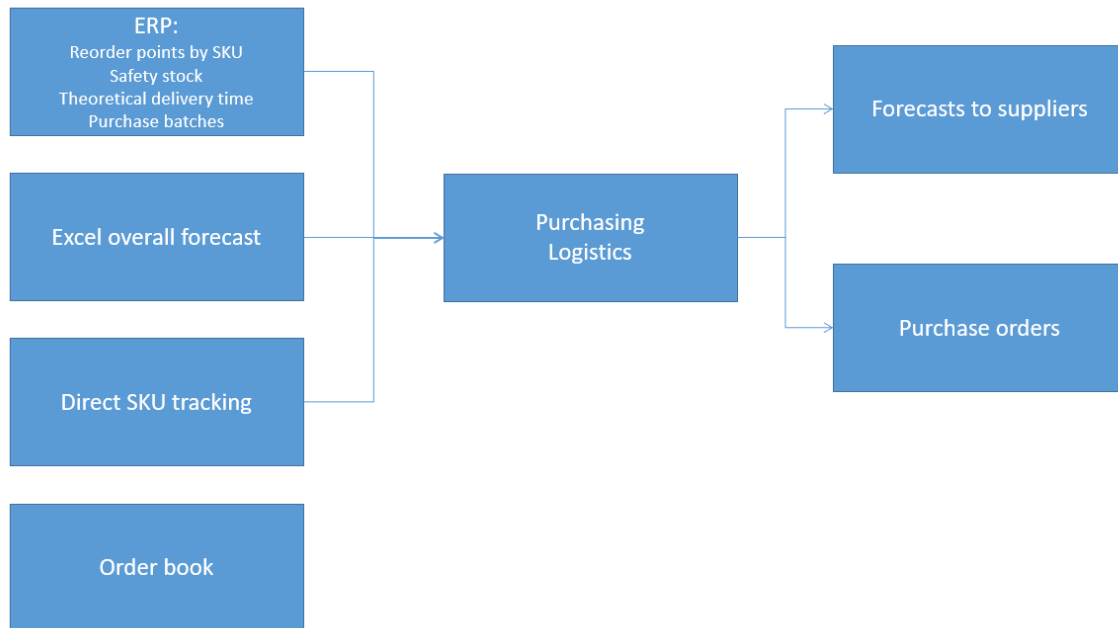 ERP:
Reorder points by SKU
Safety stock
Theoretical delivery time
Purchase batches
Excel overall forecast
Direct SKU tracking
Order book
Purchasing
Logistics
Forecasts to suppliers
Purchase orders